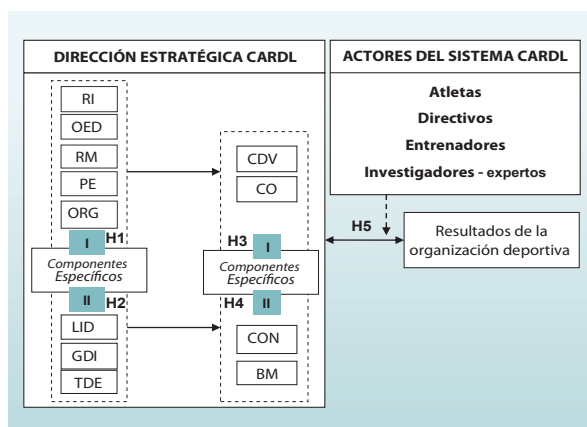 DIRECCIÓN ESTRATÉGICA CARDL
RI
OED
RM
PE
ORG
I
H1
Componentes
Específicos
II
H2
LID
GDI
TDE
CDV
CO
H3
I
Componentes
Específicos
H4
II
CON
BM
ACTORES DEL SISTEMA CARDL
Atletas
Directivos
Entrenadores
Investigadores - expertos
H5
Resultados de la
organización deportiva